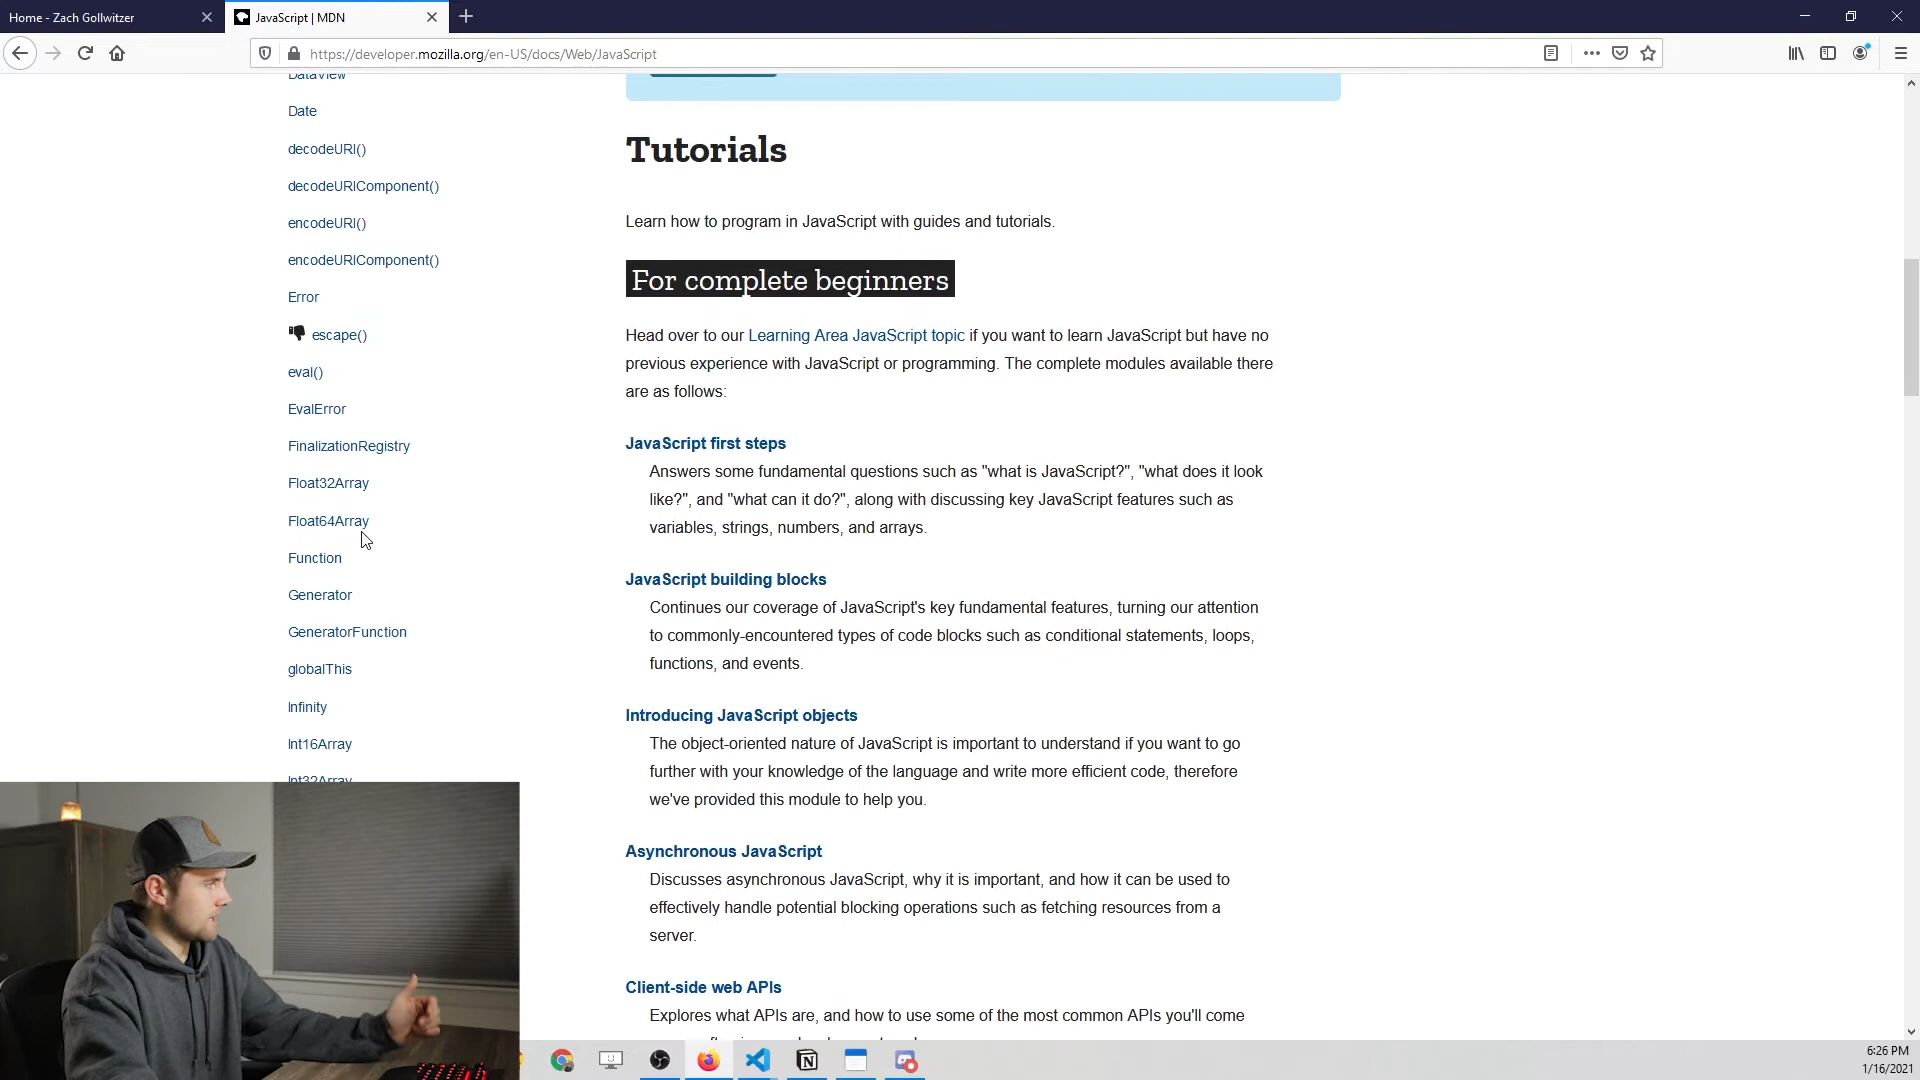 Home - Zach Gollwitzer
JavaScript | MDN
https://developer.mozilla.org/en-US/docs/Web/JavaScript
DataView
Date
decodeURI()
decodeURIComponent()
encodeURI()
encodeURIComponent()
Error
escape()
eval()
EvalError
FinalizationRegistry
Float32Array
Float64Array
Function
Generator
GeneratorFunction
globalThis
Infinity
Int16Array
Int32Array
Tutorials
Learn how to program in JavaScript with guides and tutorials.
For complete beginners
Head over to our Learning Area JavaScript topic if you want to learn JavaScript but have no
previous experience with JavaScript or programming. The complete modules available there
are as follows:
JavaScript first steps
Answers some fundamental questions such as "what is JavaScript?", "what does it look
like?", and "what can it do?", along with discussing key JavaScript features such as
variables, strings, numbers, and arrays.
JavaScript building blocks
Continues our coverage of JavaScript's key fundamental features, turning our attention
to commonly-encountered types of code blocks such as conditional statements, loops,
functions, and events.
Introducing JavaScript objects
The object-oriented nature of JavaScript is important to understand if you want to go
further with your knowledge of the language and write more efficient code, therefore
we've provided this module to help you.
Asynchronous JavaScript
Discusses asynchronous JavaScript, why it is important, and how it can be used to
effectively handle potential blocking operations such as fetching resources from a
server.
Client-side web APIs
Explores what APIs are, and how to use some of the most common APIs you'll come
6:26 PM
1/16/2021